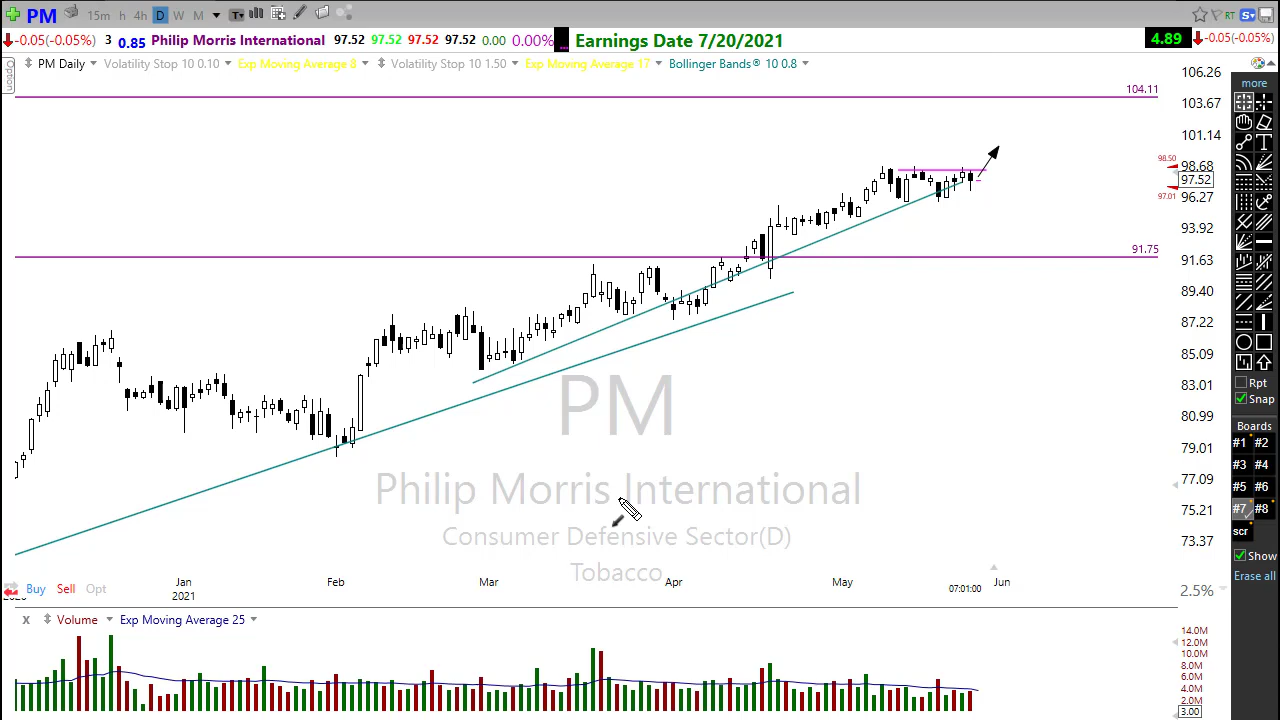 PM 15m h 4h D W M T RT S
-0.05(-0.05%) 3 0.85 Philip Morris International 97.52 97.52 97.52 97.52 0.00 0.00% ... Earnings Date 7/20/2021 4.89 -0.05(-0.05%)
Option
PM Daily Volatility Stop 10 0.10 Exp Moving Average 8 Volatility Stop 10 1.50 Exp Moving Average 17 Bollinger Bands® 10 0.8
106.26
more
104.11
103.67
101.14
98.50
98.68
97.52
97.01
96.27
93.92
91.75
91.63
89.40
87.22
85.09
83.01
80.99
79.01
77.09
75.21
73.37
2.5%
PM
Philip Morris International
Consumer Defensive Sector(D)
Tobacco
Rpt
Snap
Boards
#1 #2
#3 #4
#5 #6
#7 #8
scr
Show
Erase all
Jan Feb Mar Apr May Jun
2021
07:01:00
Buy Sell Opt
x Volume Exp Moving Average 25
14.0M
12.0M
10.0M
8.0M
6.0M
4.0M
2.0M
3.00